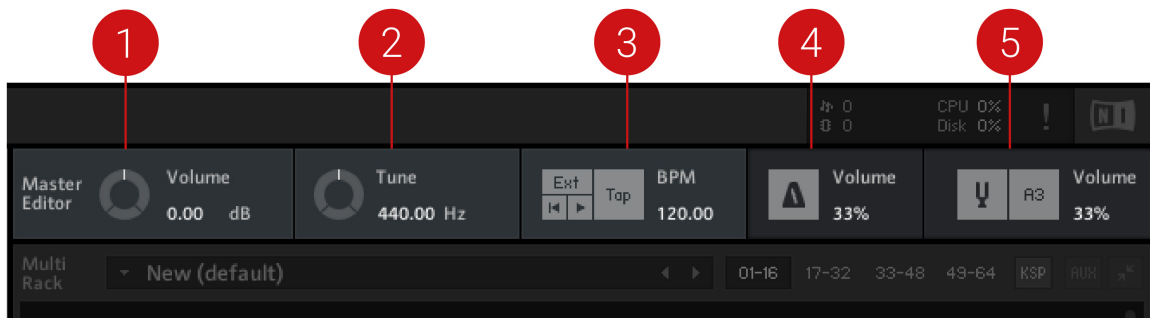 1 2 3 4 5
0 CPU 0% ! NI
0 Disk 0%
Master Editor Volume 0.00 dB Tune 440.00 Hz Ext Tap BPM 120.00 Volume 33% A3 Volume 33%
Multi Rack New (default) 01-16 17-32 33-48 49-64 KSP AUX